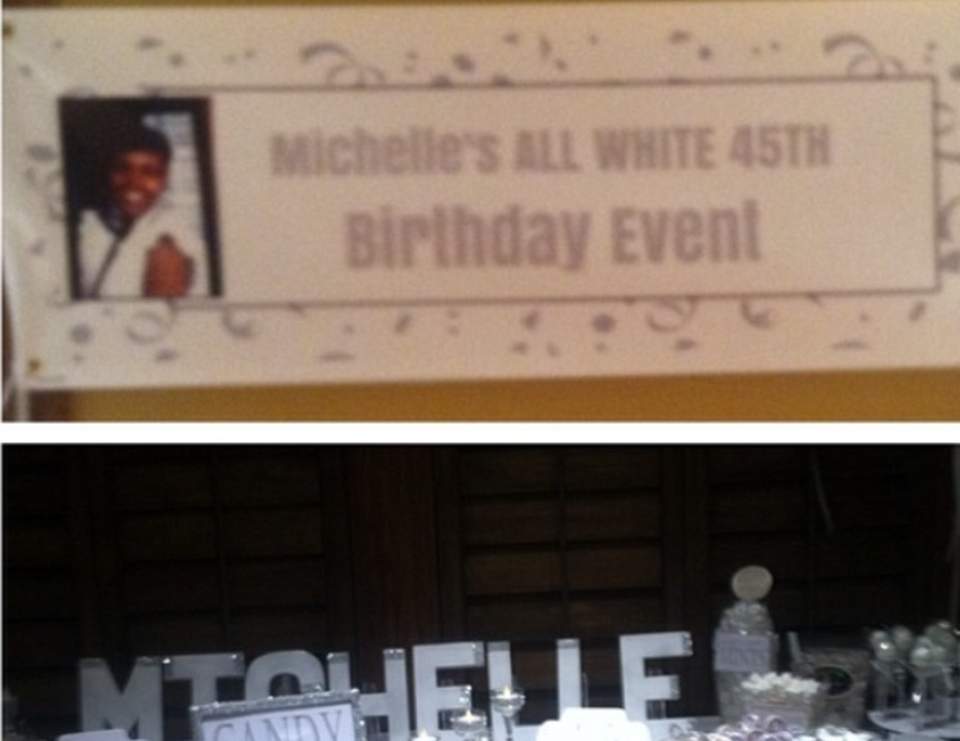 Michelle's ALL WHITE 45TH
Birthday Event
MICHELLE
CANDY